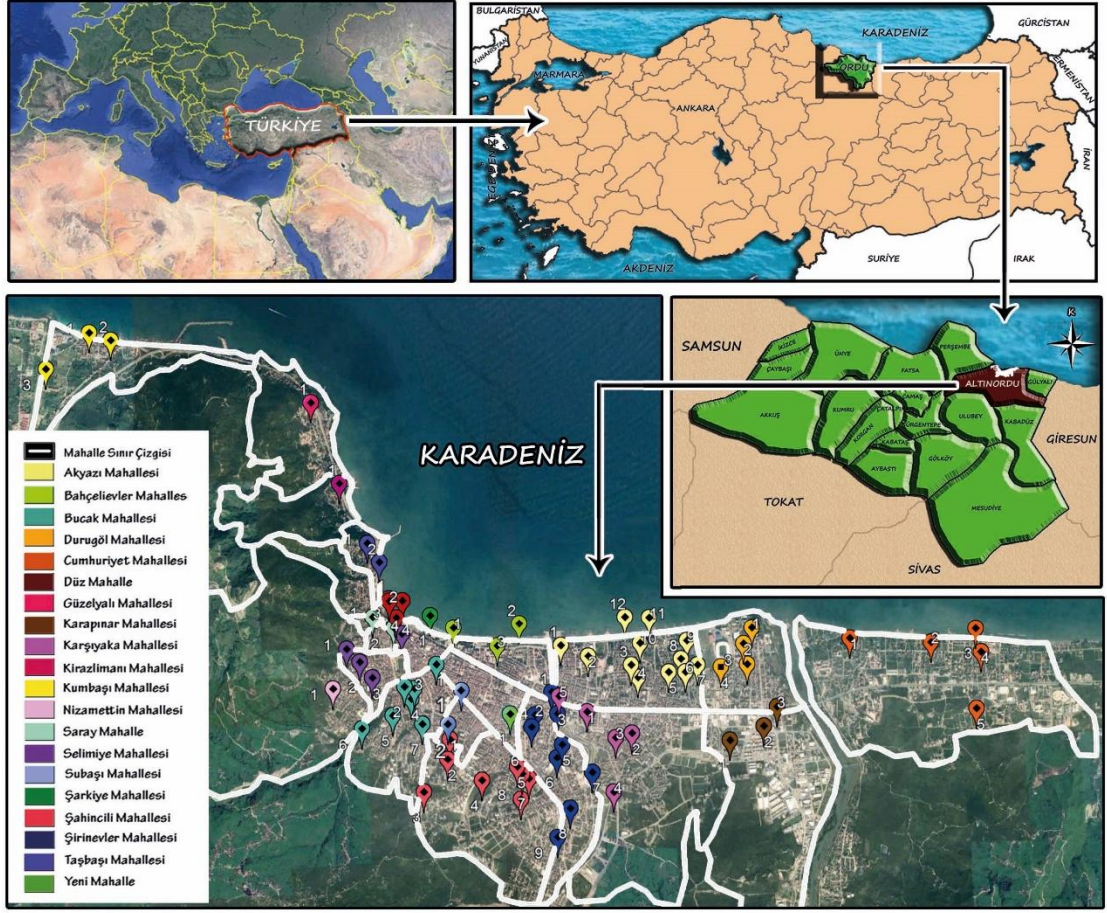 TÜRKİYE
BULGARİSTAN
YUNANİSTAN
GÜRCİSTAN
ERMENİSTAN
İRAN
KARADENİZ
MARMARA
ORDU
ANKARA
AKDENİZ
SURİYE
IRAK
K
SAMSUN
İKİZCE
ÇAYBAŞI
ÜNYE
FATSA
PERŞEMBE
ALTINORDU
GÜLYALI
AKKUŞ
KUMRU
KORGAN
ÇAMAŞ
ÇATALPINAR
GÜRGENTEPE
KABATAŞ
AYBASTI
GÖLKÖY
ULUBEY
KABADÜZ
MESUDİYE
GİRESUN
TOKAT
SİVAS
KARADENİZ
Mahalle Sınır Çizgisi
Akyazı Mahallesi
Bahçelievler Mahalles
Bucak Mahallesi
Durugöl Mahallesi
Cumhuriyet Mahallesi
Düz Mahalle
Güzelyalı Mahallesi
Karapınar Mahallesi
Karşıyaka Mahallesi
Kirazlimanı Mahallesi
Kumbaşı Mahallesi
Nizamettin Mahallesi
Saray Mahalle
Selimiye Mahallesi
Subaşı Mahallesi
Şarkiye Mahallesi
Şahincili Mahallesi
Şirinevler Mahallesi
Taşbaşı Mahallesi
Yeni Mahalle